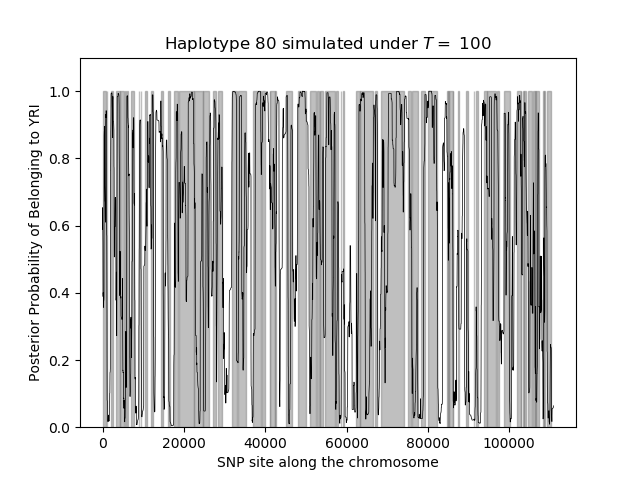 Haplotype 80 simulated under T = 100
Posterior Probability of Belonging to YRI
1.0
0.8
0.6
0.4
0.2
0.0
0 20000 40000 60000 80000 100000
SNP site along the chromosome